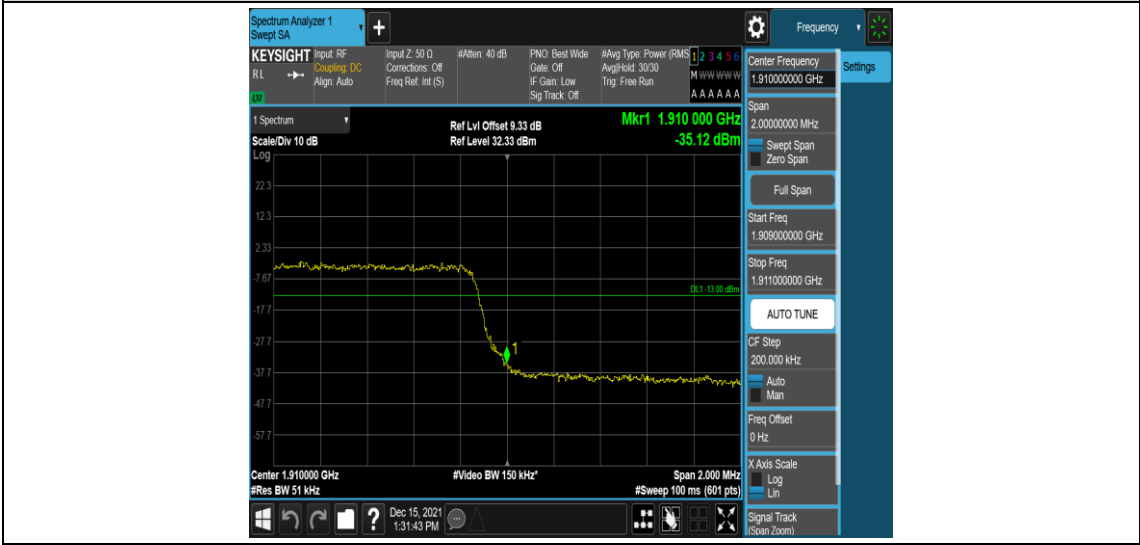 Spectrum Analyzer 1
Swept SA
+
Frequency
KEYSIGHT
RL
LM
Input: RF
Coupling: DC
Align: Auto
Input Z: 50 Ω
Corrections: Off
Freq Ref: Int (S)
#Atten: 40 dB
PNO: Best Wide
Gate: Off
IF Gain: Low
Sig Track: Off
#Avg Type: Power (RMS
Avg|Hold: 30/30
Trig: Free Run
1 2 3 4 5 6
M W W W W W
A A A A A A
1 Spectrum
Scale/Div 10 dB
Log
Ref Lvl Offset 9.33 dB
Ref Level 32.33 dBm
Mkr1 1.910 000 GHz
-35.12 dBm
22.3
12.3
2.33
-7.67
-17.7
-27.7
-37.7
-47.7
-57.7
DL1 -13.00 dBm
1
Center 1.910000 GHz
#Res BW 51 kHz
#Video BW 150 kHz*
Span 2.000 MHz
#Sweep 100 ms (601 pts)
?
Dec 15, 2021
1:31:43 PM
Center Frequency
1.910000000 GHz
Settings
Span
2.00000000 MHz
Swept Span
Zero Span
Full Span
Start Freq
1.909000000 GHz
Stop Freq
1.911000000 GHz
AUTO TUNE
CF Step
200.000 kHz
Auto
Man
Freq Offset
0 Hz
X Axis Scale
Log
Lin
Signal Track
(Span Zoom)